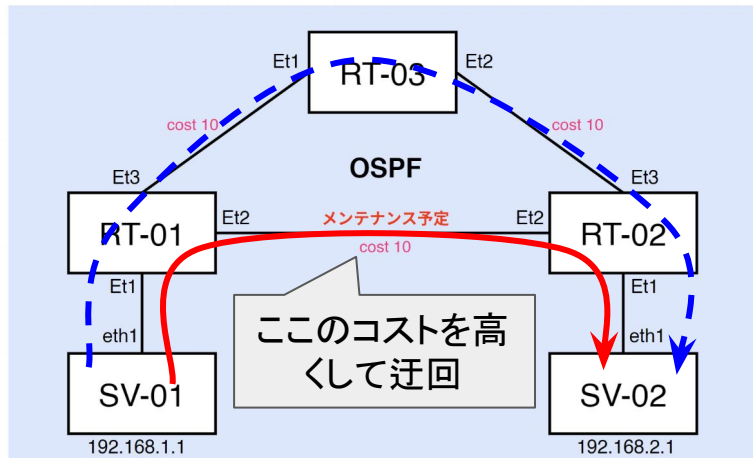 Et1
RT-03
Et2
cost 10
cost 10
OSPF
Et3
Et3
RT-01
Et2
メンテナンス予定
cost 10
Et2
RT-02
Et1
Et1
ここのコストを高
くして迂回
eth1
eth1
SV-01
SV-02
192.168.1.1
192.168.2.1